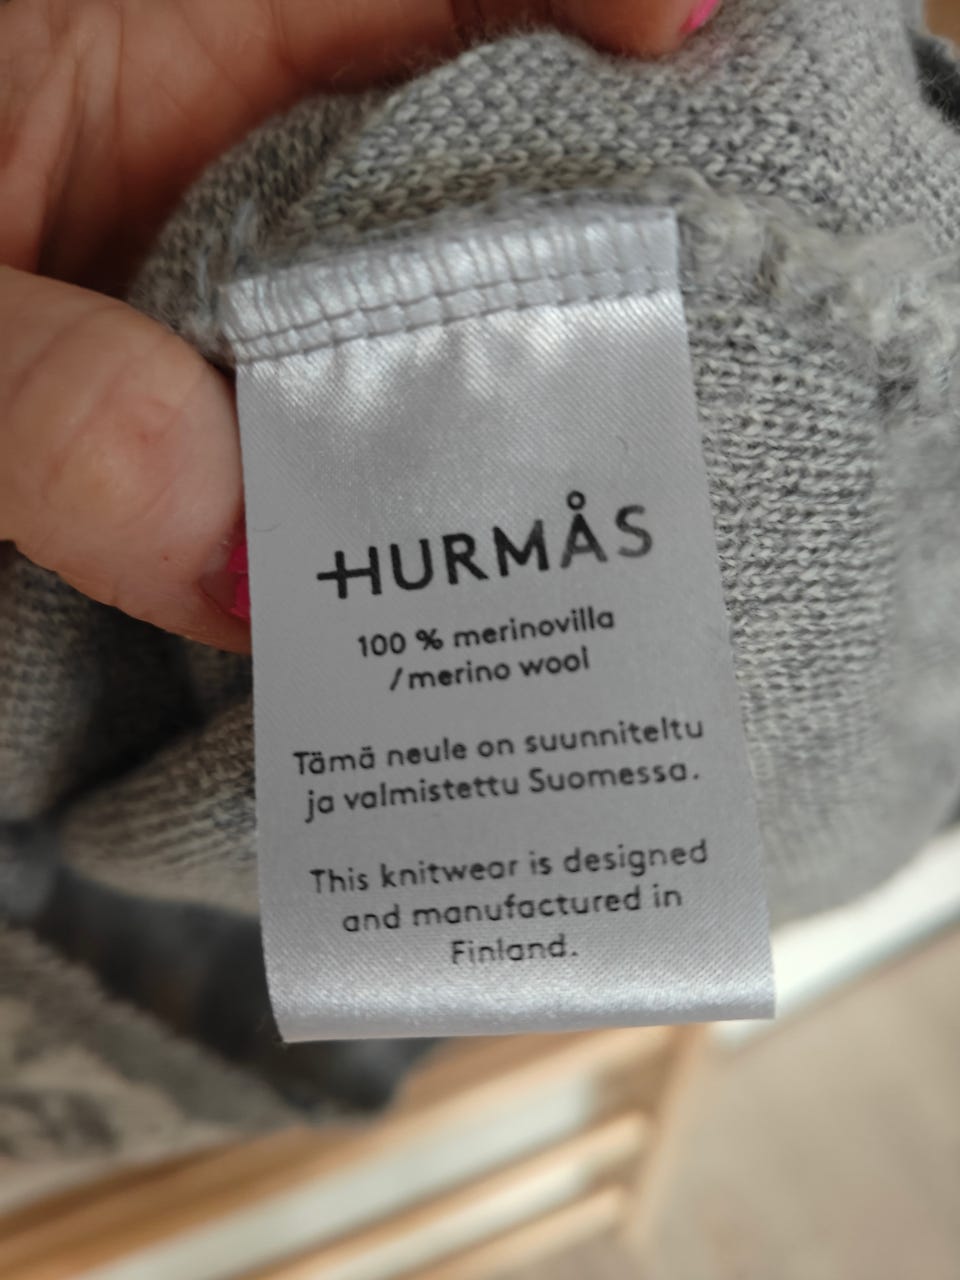 HURMÅS
100 % merinovilla
/merino wool
Tämä neule on suunniteltu
ja valmistettu Suomessa.
This knitwear is designed
and manufactured in
Finland.